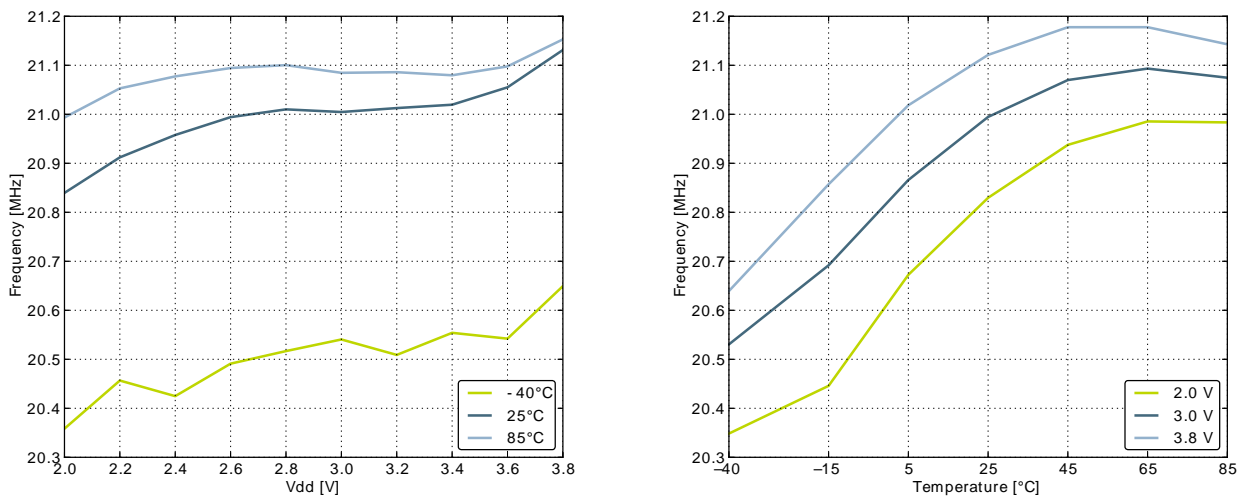 21.2
21.1
21.0
20.9
20.8
20.7
20.6
20.5
20.4
20.3
Frequency [MHz]
2.0 2.2 2.4 2.6 2.8 3.0 3.2 3.4 3.6 3.8
Vdd [V]
- 40°C
25°C
85°C
21.2
21.1
21.0
20.9
20.8
20.7
20.6
20.5
20.4
20.3
Frequency [MHz]
–40 –15 5 25 45 65 85
Temperature [°C]
2.0 V
3.0 V
3.8 V